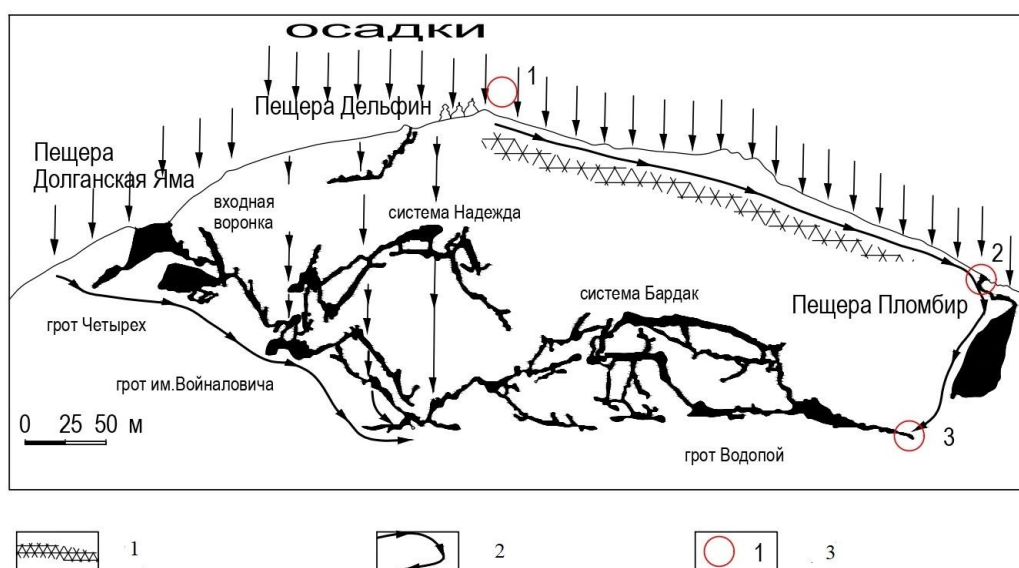 осадки
1
Пещера Дельфин
Пещера
Долганская Яма
входная
воронка
система Надежда
2
система Бардак
Пещера Пломбир
грот Четырех
грот им.Войналовича
0 25 50 м
3
грот Водопой
1
2
1
3